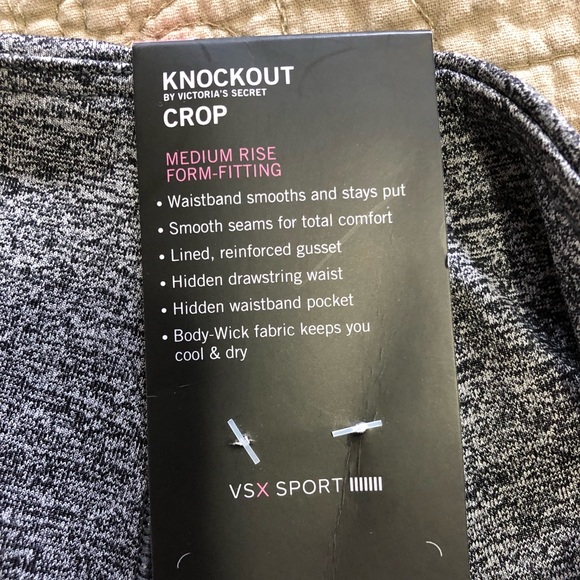 KNOCKOUT
BY VICTORIA'S SECRET
CROP
MEDIUM RISE
FORM-FITTING
• Waistband smooths and stays put
• Smooth seams for total comfort
• Lined, reinforced gusset
• Hidden drawstring waist
• Hidden waistband pocket
• Body-Wick fabric keeps you
cool & dry
VSX SPORT